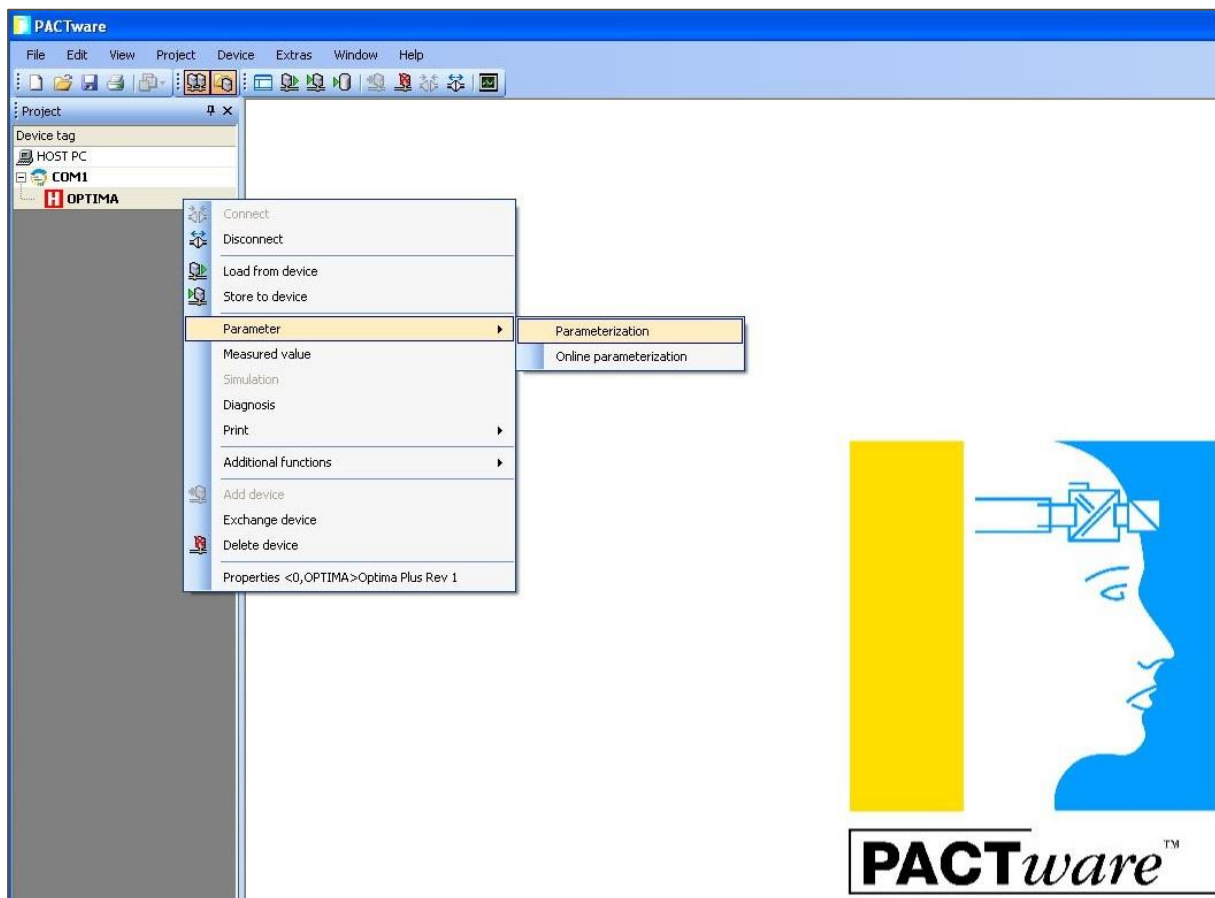 PACTware
File Edit View Project Device Extras Window Help
Project
Device tag
HOST PC
COM1
H OPTIMA
Connect
Disconnect
Load from device
Store to device
Parameter
Parameterization
Measured value
Online parameterization
Simulation
Diagnosis
Print
Additional functions
Add device
Exchange device
Delete device
Properties <0,OPTIMA>Optima Plus Rev 1
PACTware™